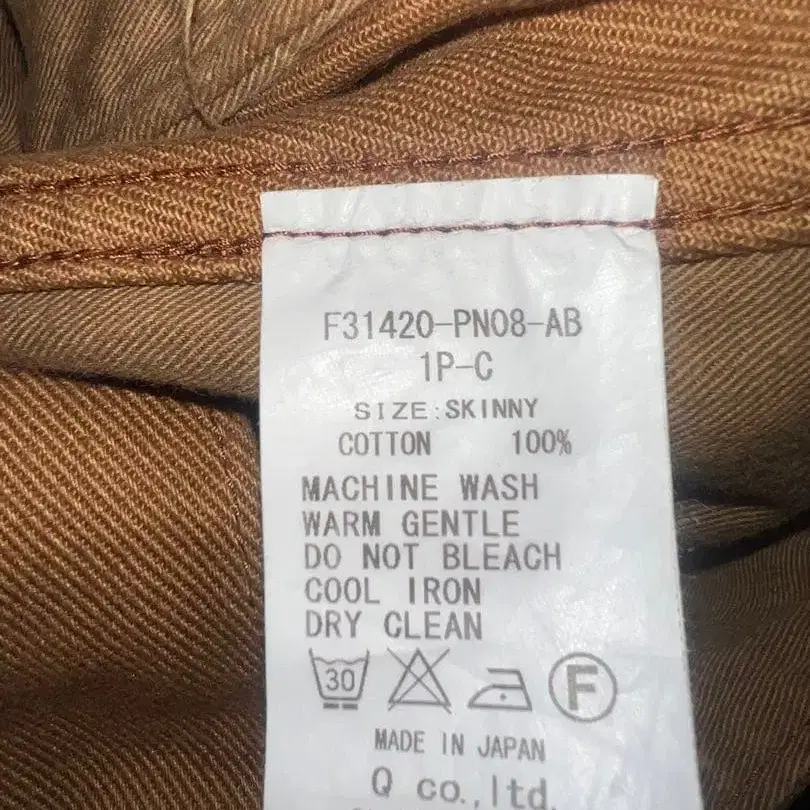 F31420-PN08-AB
1P-C
SIZE:SKINNY
COTTON 100%
MACHINE WASH
WARM GENTLE
DO NOT BLEACH
COOL IRON
DRY CLEAN
30 F
MADE IN JAPAN
Q co.,ltd.